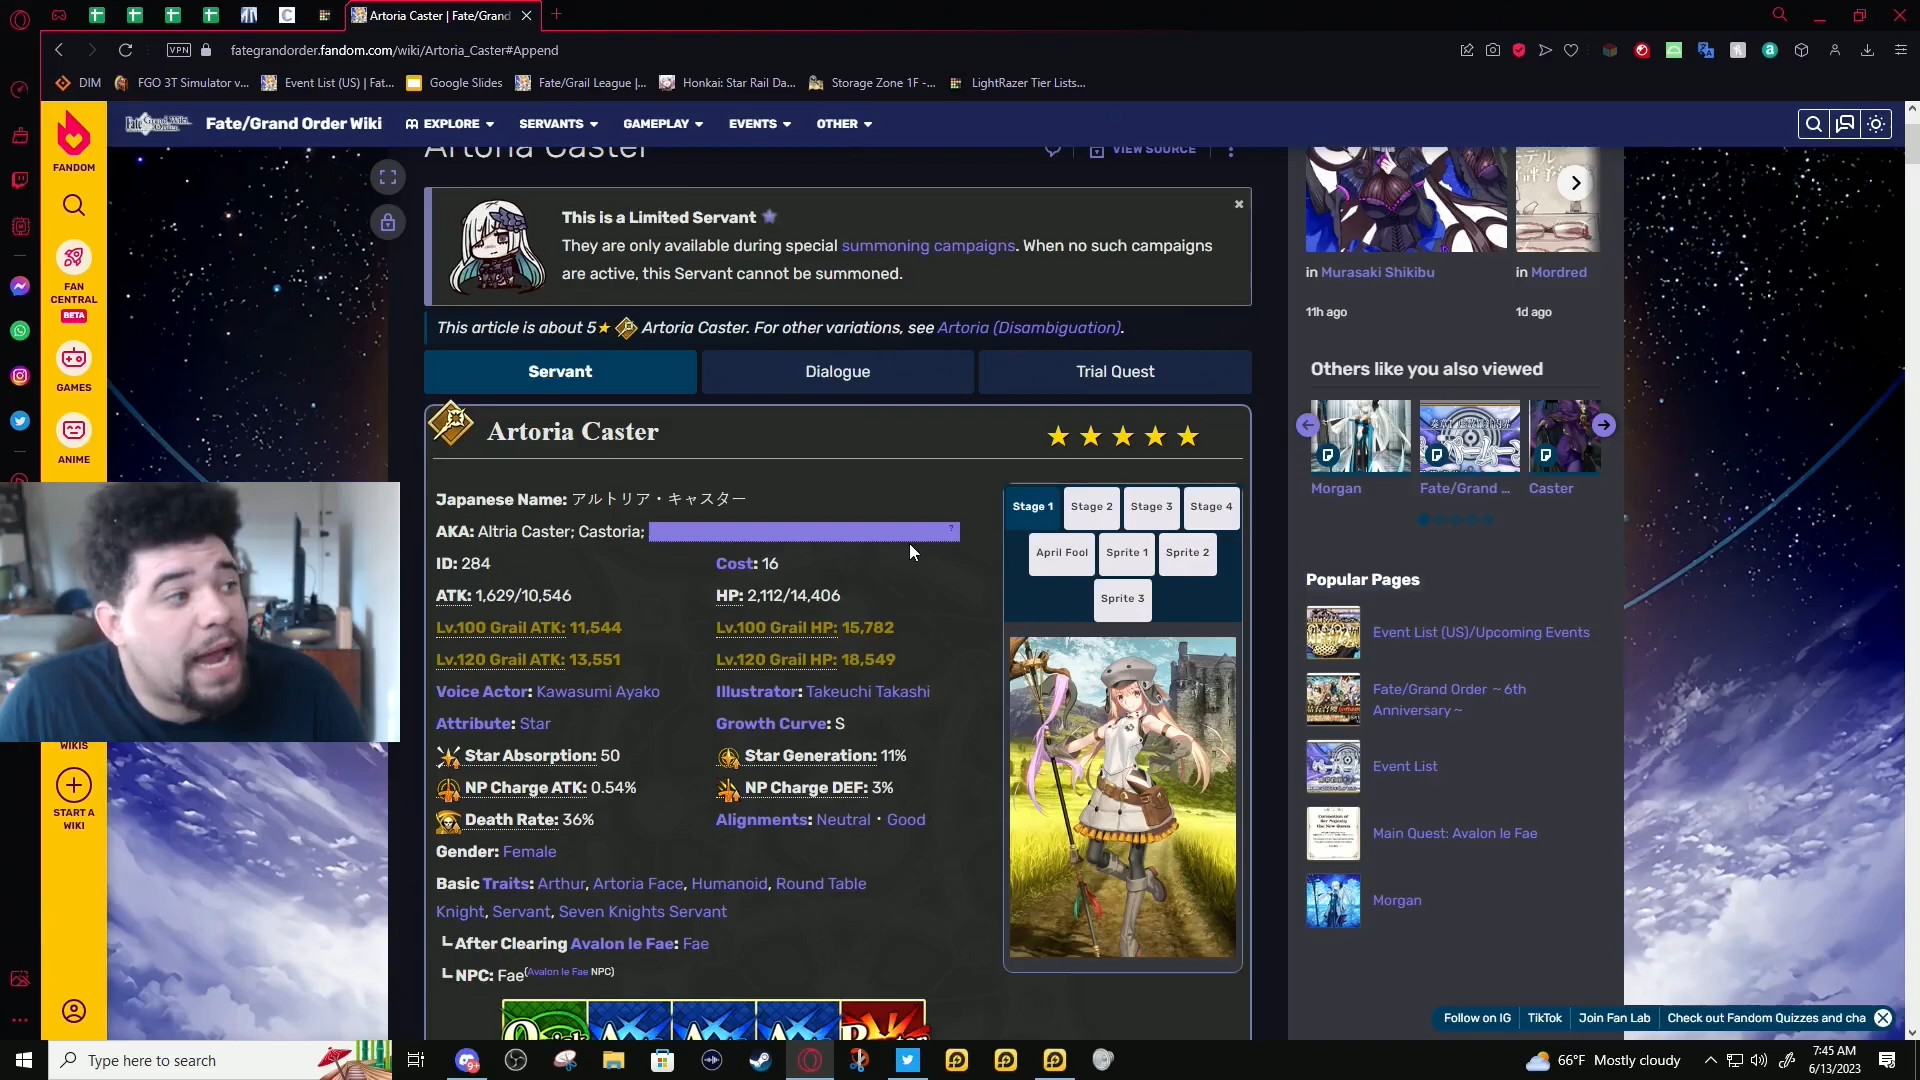 Artoria Caster | Fate/Grand
VPN
fategrandorder.fandom.com/wiki/Artoria_Caster#Append
DIM
FGO 3T Simulator v...
Event List (US) | Fat...
Google Slides
Fate/Grail League |...
Honkai: Star Rail Da...
Storage Zone 1F -...
LightRazer Tier Lists...
Fate/Grand Order Wiki
EXPLORE
SERVANTS
GAMEPLAY
EVENTS
OTHER
FANDOM
FAN
CENTRAL
BETA
GAMES
ANIME
WIKIS
START A
WIKI
Artoria Caster
VIEW SOURCE
This is a Limited Servant
They are only available during special summoning campaigns. When no such campaigns
are active, this Servant cannot be summoned.
This article is about 5★ Artoria Caster. For other variations, see Artoria (Disambiguation).
Servant
Dialogue
Trial Quest
Artoria Caster
Japanese Name: アルトリア・キャスター
AKA: Altria Caster; Castoria; ?
ID: 284
Cost: 16
ATK: 1,629/10,546
HP: 2,112/14,406
Lv.100 Grail ATK: 11,544
Lv.100 Grail HP: 15,782
Lv.120 Grail ATK: 13,551
Lv.120 Grail HP: 18,549
Voice Actor: Kawasumi Ayako
Illustrator: Takeuchi Takashi
Attribute: Star
Growth Curve: S
Star Absorption: 50
Star Generation: 11%
NP Charge ATK: 0.54%
NP Charge DEF: 3%
Death Rate: 36%
Alignments: Neutral・Good
Gender: Female
Basic Traits: Arthur, Artoria Face, Humanoid, Round Table
Knight, Servant, Seven Knights Servant
┗ After Clearing Avalon le Fae: Fae
┗ NPC: Fae(Avalon le Fae NPC)
Stage 1
Stage 2
Stage 3
Stage 4
April Fool
Sprite 1
Sprite 2
Sprite 3
in Murasaki Shikibu
11h ago
in Mordred
1d ago
Others like you also viewed
Morgan
Fate/Grand ...
Caster
Popular Pages
Event List (US)/Upcoming Events
Fate/Grand Order ～6th
Anniversary～
Event List
Main Quest: Avalon le Fae
Morgan
Follow on IG
TikTok
Join Fan Lab
Check out Fandom Quizzes and cha
Type here to search
9+
66°F Mostly cloudy
7:45 AM
6/13/2023